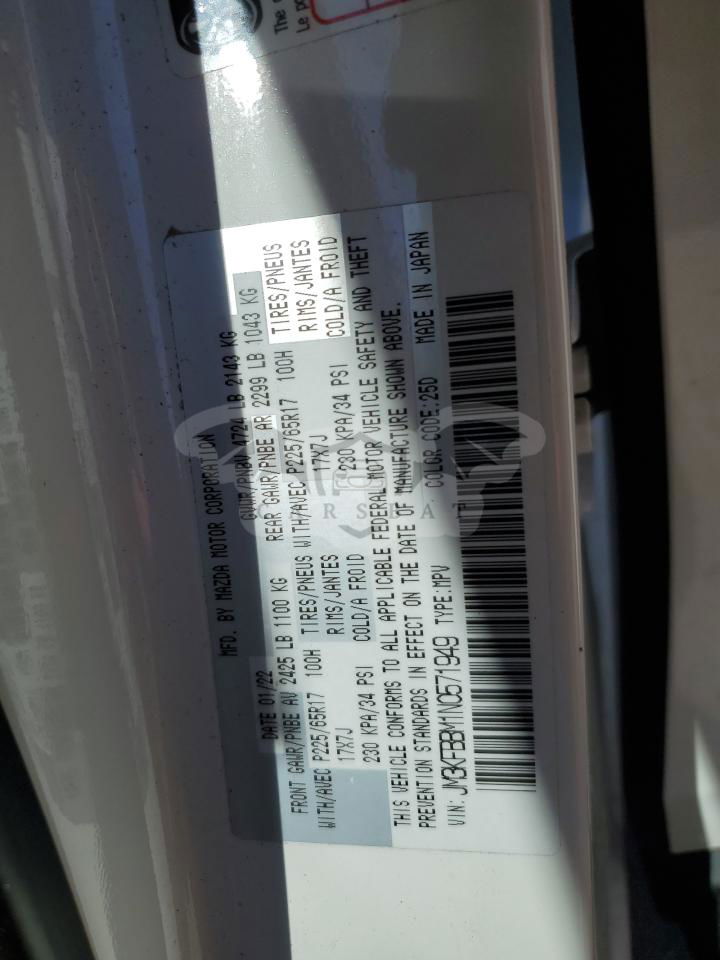 The
Le po
MFD. BY MAZDA MOTOR CORPORATION
DATE 01/22 GVWR/PNBV 4724 LB 2143 KG
FRONT GAWR/PNBE AV 2425 LB 1100 KG REAR GAWR/PNBE AR 2299 LB 1043 KG
WITH/AVEC P225/65R17 100H TIRES/PNEUS WITH/AVEC P225/65R17 100H TIRES/PNEUS
17X7J RIMS/JANTES 17X7J RIMS/JANTES
230 KPA/34 PSI COLD/A FROID 230 KPA/34 PSI COLD/A FROID
THIS VEHICLE CONFORMS TO ALL APPLICABLE FEDERAL MOTOR VEHICLE SAFETY AND THEFT
PREVENTION STANDARDS IN EFFECT ON THE DATE OF MANUFACTURE SHOWN ABOVE.
VIN: JM3KFBBM1N0571949 TYPE:MPV COLOR CODE:25D MADE IN JAPAN